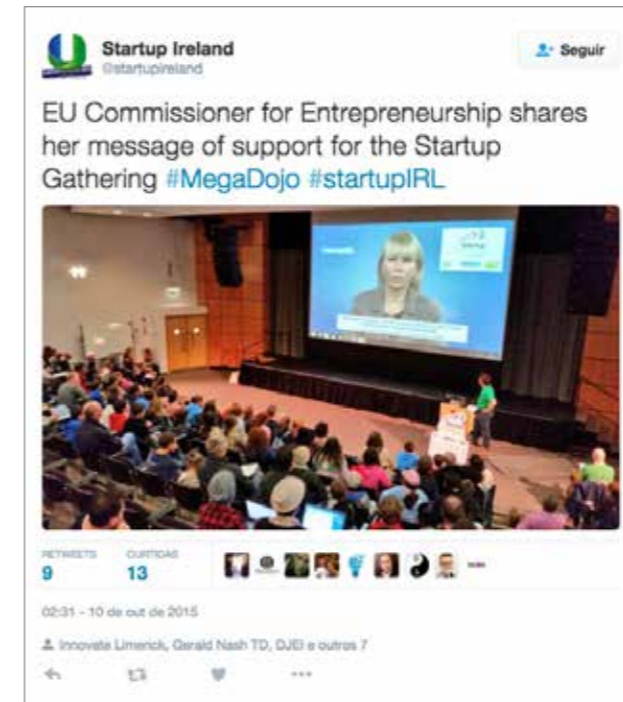 Startup Ireland
@startupireland
Seguir
EU Commissioner for Entrepreneurship shares
her message of support for the Startup
Gathering #MegaDojo #startupIRL
RETWEETS
CURTIDAS
9
13
02:31 - 10 de out de 2015
Innovate Limerick, Gerald Nash TD, DJEI e outros 7